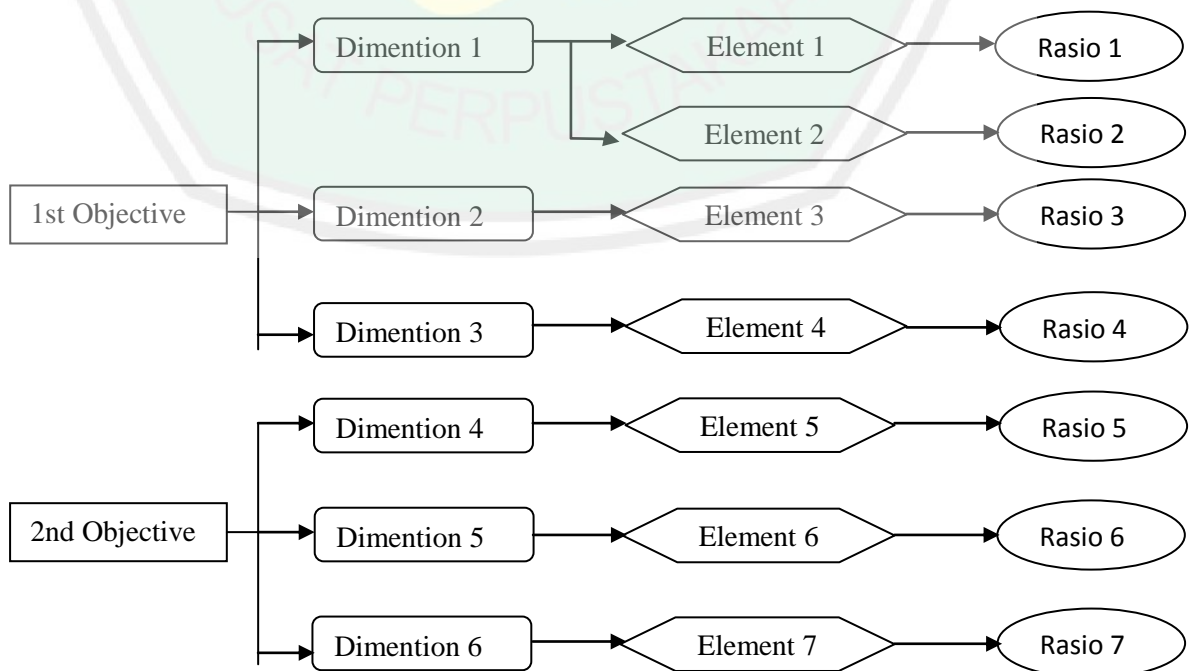 Dimention 1
Element 1
Rasio 1
Element 2
Rasio 2
1st Objective
Dimention 2
Element 3
Rasio 3
Dimention 3
Element 4
Rasio 4
Dimention 4
Element 5
Rasio 5
2nd Objective
Dimention 5
Element 6
Rasio 6
Dimention 6
Element 7
Rasio 7
PERPUSTAKAA